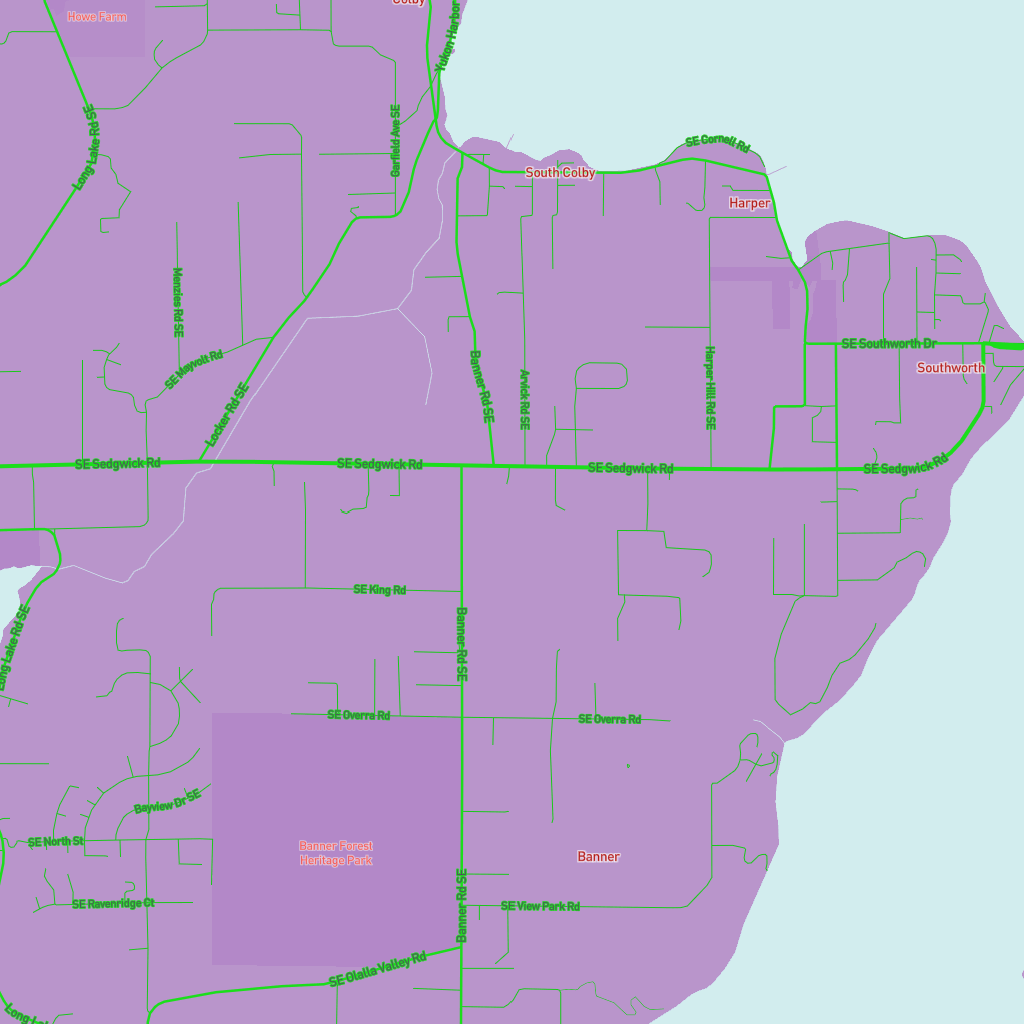 Colby
Howe Farm
Yukon Harbor
Long Lake Rd SE
Garfield Ave SE
SE Cornell Rd
South Colby
Harper
Menzies Rd SE
SE Southworth Dr
SE Mayvolt Rd
Southworth
Banner Rd SE
Arvick Rd SE
Harper Hill Rd SE
Locker Rd SE
SE Sedgwick Rd
SE Sedgwick Rd
SE Sedgwick Rd
SE Sedgwick Rd
SE King Rd
Long Lake Rd SE
Banner Rd SE
SE Overra Rd
SE Overra Rd
Bayview Dr SE
SE North St
Banner Forest
Heritage Park
Banner
SE Ravenridge Ct
Banner Rd SE
SE View Park Rd
SE Olalla Valley Rd